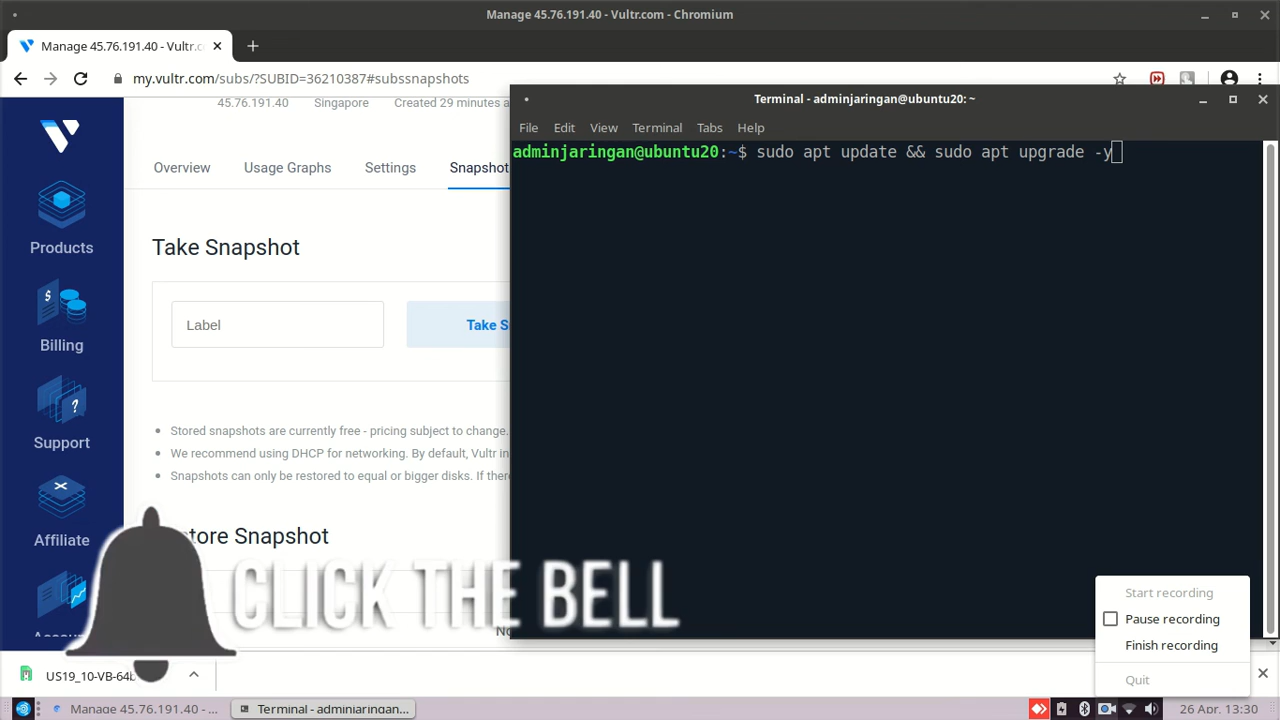 Manage 45.76.191.40 - Vultr.com - Chromium
Manage 45.76.191.40 - Vultr.c
my.vultr.com/subs/?SUBID=36210387#subssnapshots
45.76.191.40 Singapore Created 29 minutes a
Overview Usage Graphs Settings Snapshot
Products
Billing
Support
Affiliate
Take Snapshot
Label
Take S
Stored snapshots are currently free - pricing subject to change.
We recommend using DHCP for networking. By default, Vultr in
Snapshots can only be restored to equal or bigger disks. If ther
tore Snapshot
No
Terminal - adminjaringan@ubuntu20: ~
File Edit View Terminal Tabs Help
adminjaringan@ubuntu20:~$ sudo apt update && sudo apt upgrade -y
CLICK THE BELL
Start recording
Pause recording
Finish recording
Quit
US19_10-VB-64b
Manage 45.76.191.40 - ...
Terminal - adminjaringan...
26 Apr, 13:30